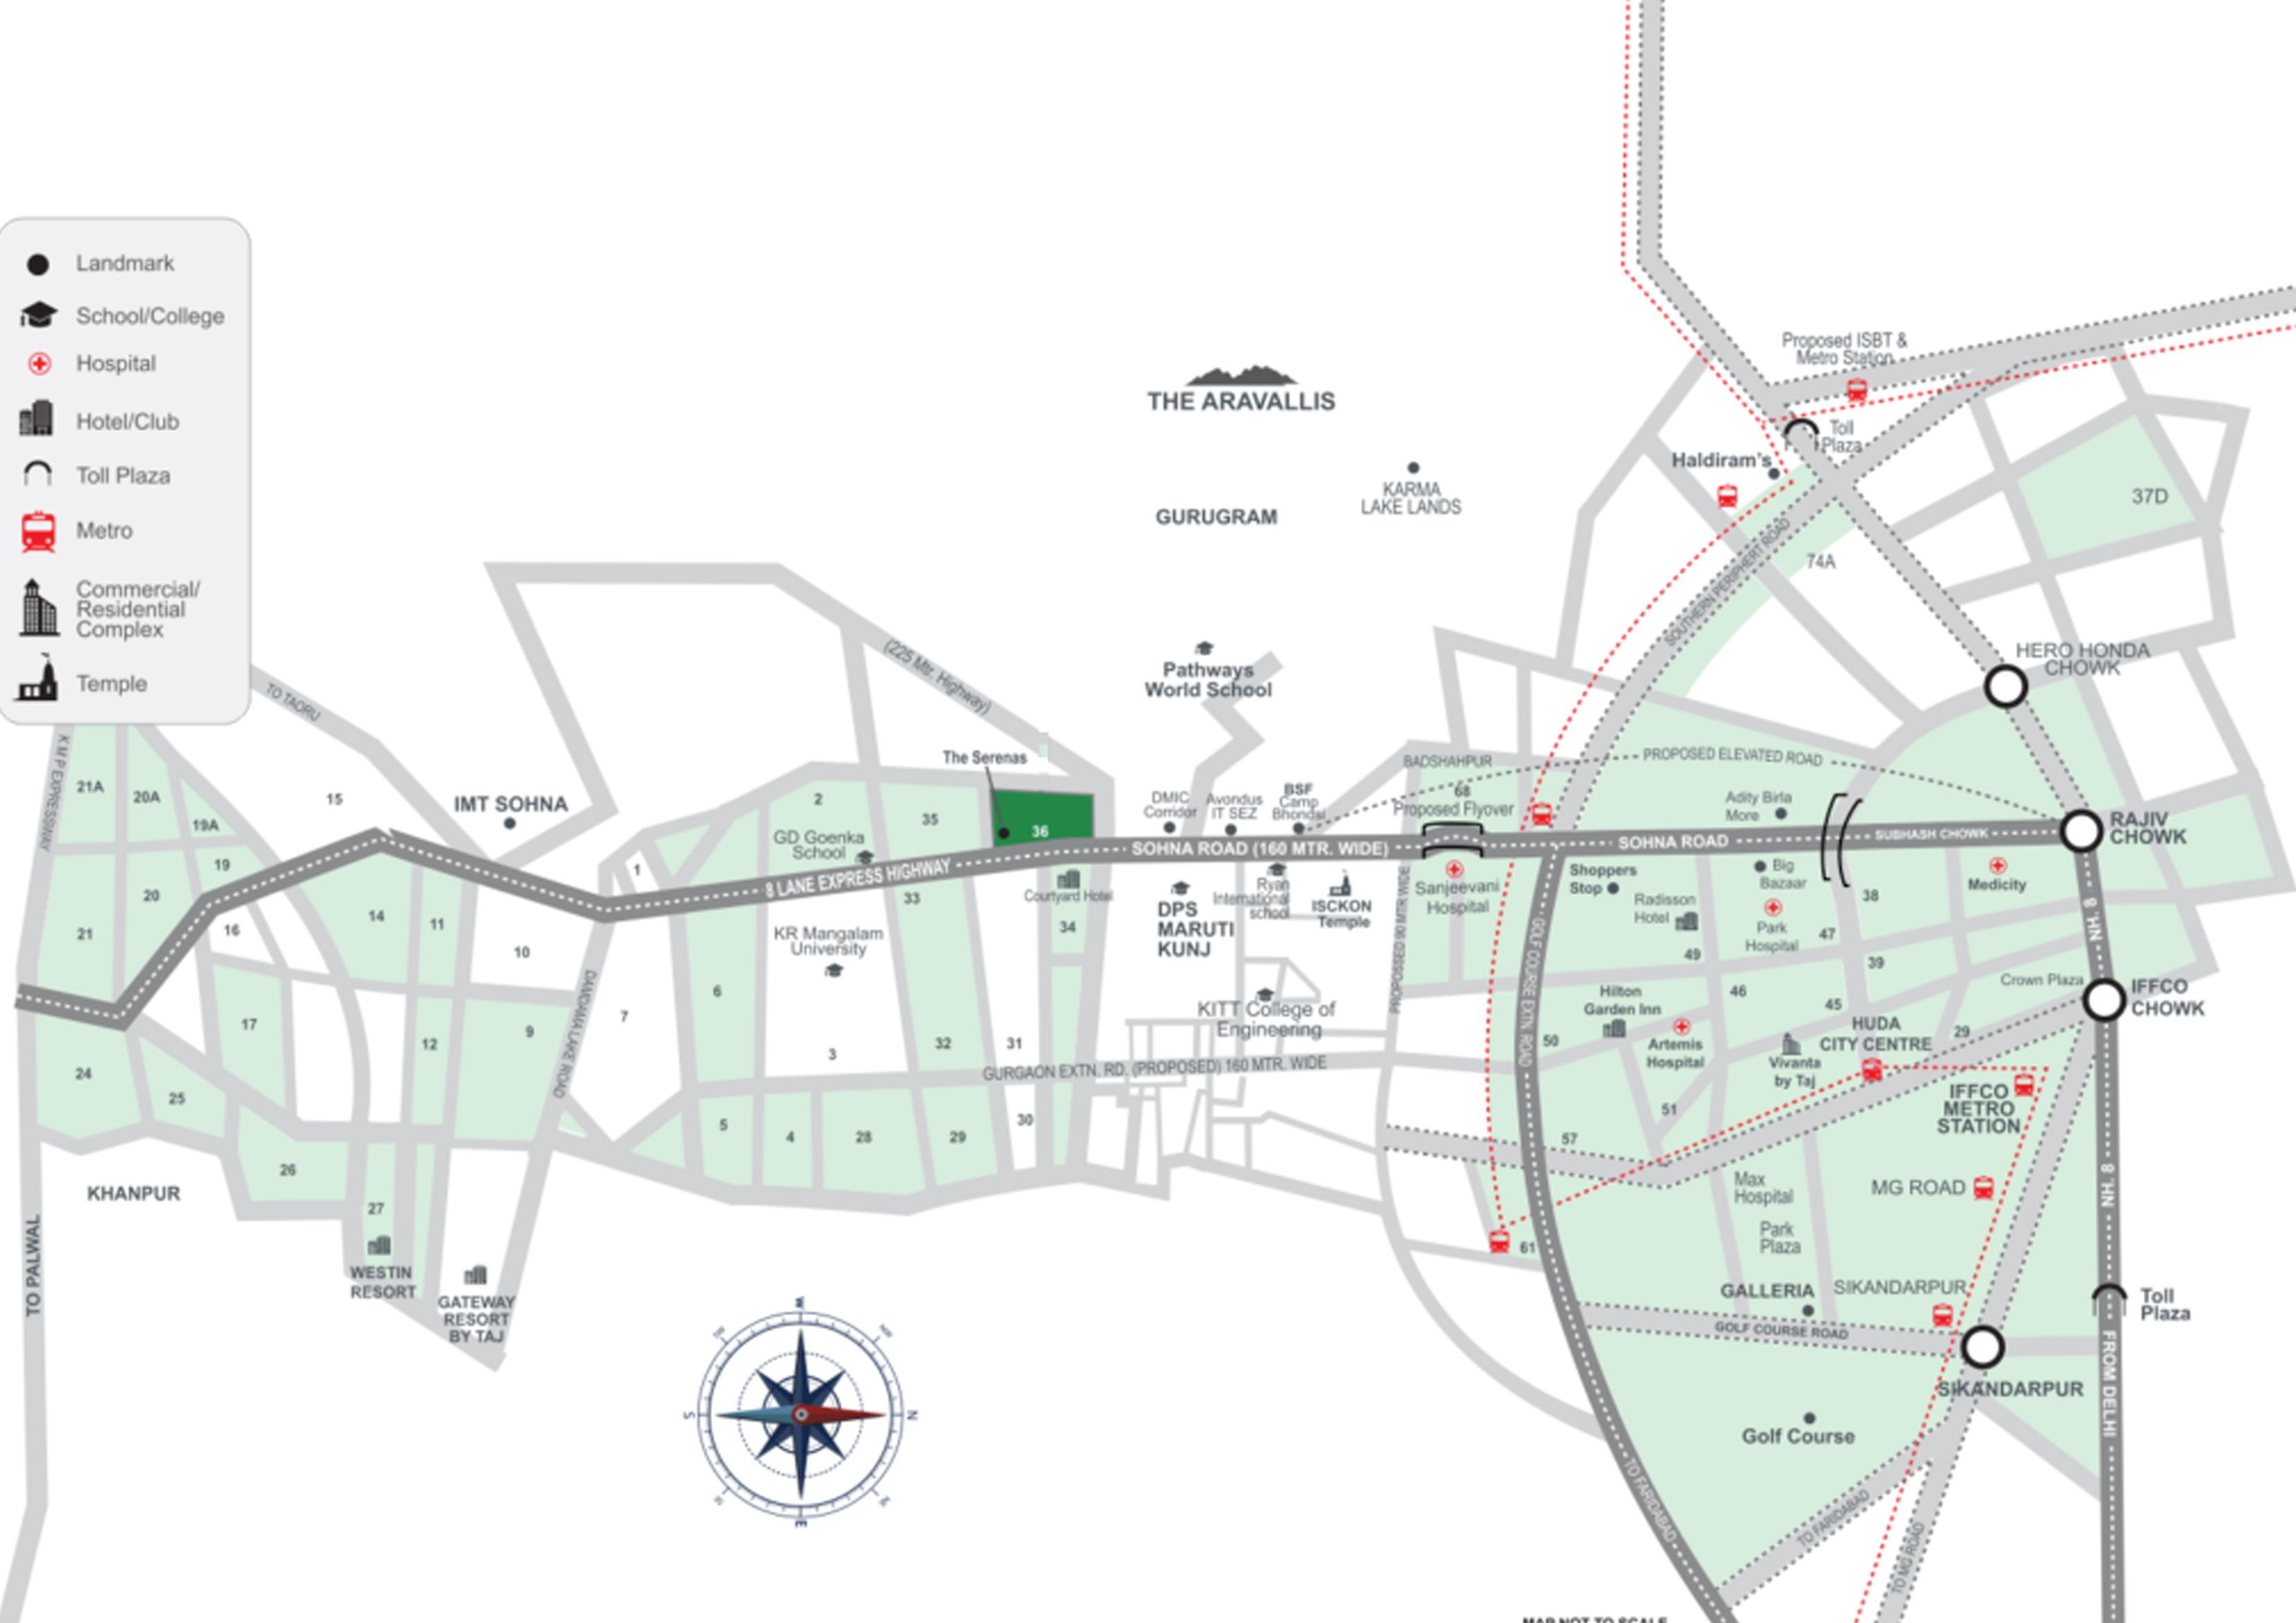 Landmark
School/College
Hospital
Hotel/Club
Toll Plaza
Metro
Commercial/
Residential
Complex
Temple
THE ARAVALLIS
GURUGRAM
KARMA
LAKE LANDS
Pathways
World School
(225 Mtr. Highway)
The Serenas
36
TO TAORU
K M P EXPRESSWAY
21A
20A
19A
15
IMT SOHNA
19
20
21
16
14
11
10
17
12
9
24
25
26
27
KHANPUR
TO PALWAL
WESTIN
RESORT
GATEWAY
RESORT
BY TAJ
DAMDHAMA LAKE ROAD
1
2
35
GD Goenka
School
8 LANE EXPRESS HIGHWAY
33
KR Mangalam
University
6
7
3
32
31
5
4
28
29
30
Courtyard Hotel
34
DMIC
Corridor
Avondus
IT SEZ
BSF
Camp
Bhondsi
SOHNA ROAD (160 MTR. WIDE)
DPS
MARUTI
KUNJ
Ryan
International
school
ISCKON
Temple
KITT College of
Engineering
GURGAON EXTN. RD. (PROPOSED) 160 MTR. WIDE
BADSHAHPUR
68
Proposed Flyover
PROPOSSED 90 MTR WIDE
Sanjeevani
Hospital
GOLF COURSE EXTN. ROAD
Proposed ISBT &
Metro Station
Toll
Plaza
Haldiram's
SOUTHERN PERIPHERT ROAD
74A
37D
HERO HONDA
CHOWK
PROPOSED ELEVATED ROAD
Adity Birla
More
SOHNA ROAD
SUBHASH CHOWK
RAJIV
CHOWK
Shoppers
Stop
Big
Bazaar
Radisson
Hotel
Park
Hospital
38
Medicity
49
47
39
46
45
Hilton
Garden Inn
50
Artemis
Hospital
Vivanta
by Taj
HUDA
CITY CENTRE
29
Crown Plaza
IFFCO
CHOWK
NH. 8
51
57
IFFCO
METRO
STATION
Max
Hospital
Park
Plaza
MG ROAD
NH. 8
61
GALLERIA
SIKANDARPUR
GOLF COURSE ROAD
Toll
Plaza
SIKANDARPUR
FROM DELHI
Golf Course
TO FARIDABAD
TO FARIDABAD
TO MG ROAD
W
S
N
E
MAP NOT TO SCALE